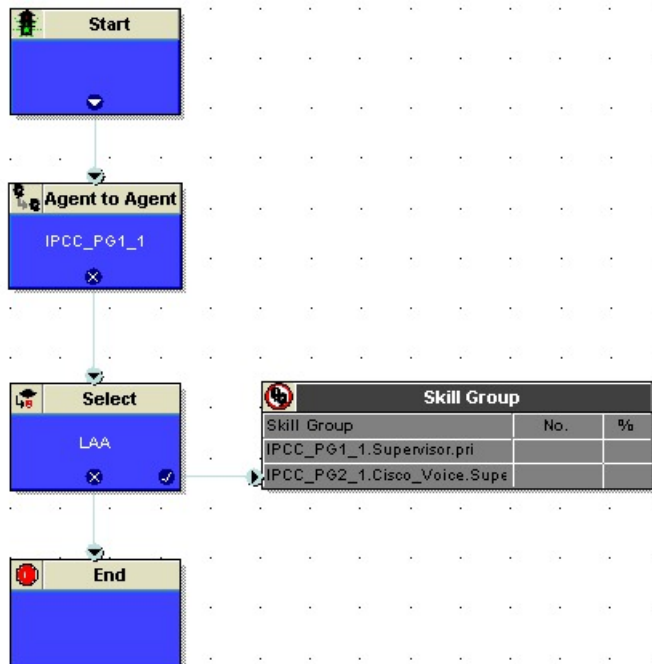 Start
Agent to Agent
IPCC_PG1_1
Select
LAA
Skill Group
Skill Group No. %
IPCC_PG1_1.Supervisor.pri
IPCC_PG2_1.Cisco_Voice.Supe
End